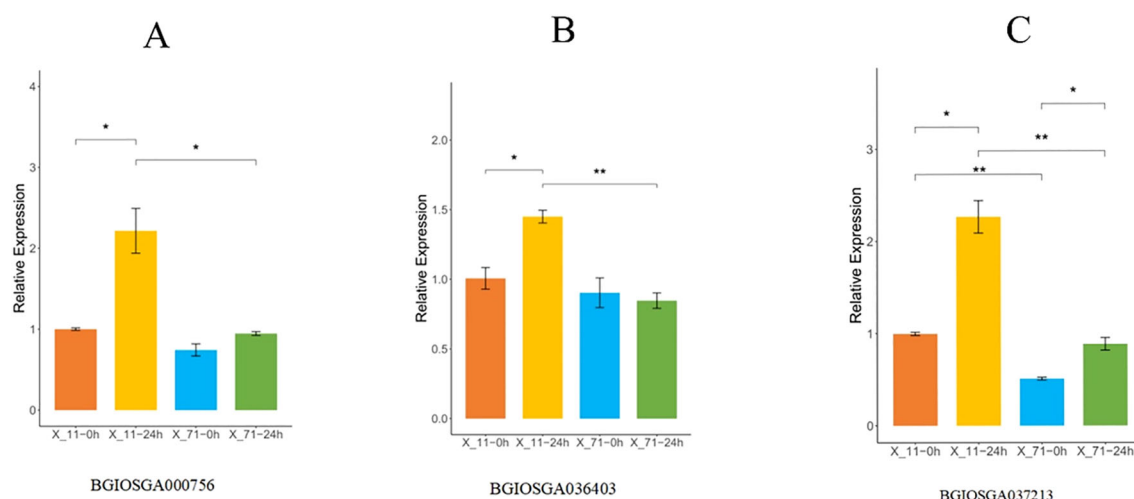 A
B
C
Relative Expression
4
3
2
1
0
*
*
X_11-0h
X_11-24h
X_71-0h
X_71-24h
BGIOSGA000756
Relative Expression
2.0
1.5
1.0
0.5
0.0
*
**
X_11-0h
X_11-24h
X_71-0h
X_71-24h
BGIOSGA036403
Relative Expression
3
2
1
0
*
*
**
**
X_11-0h
X_11-24h
X_71-0h
X_71-24h
BGIOSGA037213